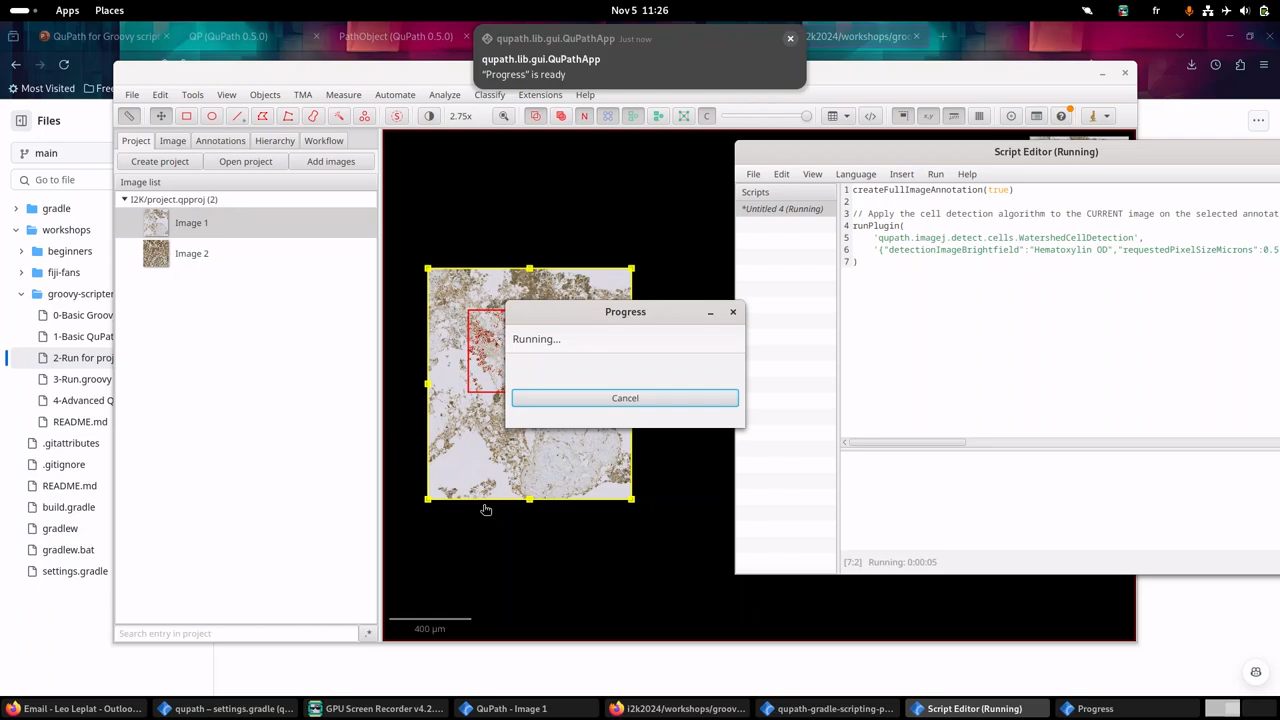 Apps
Places
Nov 5 11:26
fr
QuPath for Groovy script
QP (QuPath 0.5.0)
PathObject (QuPath 0.5.0)
i2k2024/workshops/groo
qupath.lib.gui.QuPathApp
Just now
qupath.lib.gui.QuPathApp
“Progress” is ready
Most Visited
Files
main
Go to file
gradle
workshops
beginners
fiji-fans
groovy-scripter
0-Basic Groov
1-Basic QuPat
2-Run for proj
3-Run.groovy
4-Advanced Q
README.md
.gitattributes
.gitignore
README.md
build.gradle
gradlew
gradlew.bat
settings.gradle
File Edit Tools View Objects TMA Measure Automate Analyze Classify Extensions Help
2.75x
Project Image Annotations Hierarchy Workflow
Create project
Open project
Add images
Image list
I2K/project.qpproj (2)
Image 1
Image 2
Search entry in project
.*
400 µm
Progress
Running...
Cancel
Script Editor (Running)
File Edit View Language Insert Run Help
Scripts
*Untitled 4 (Running)
1 createFullImageAnnotation(true)
2
3 // Apply the cell detection algorithm to the CURRENT image on the selected annotat
4 runPlugin(
5 'qupath.imagej.detect.cells.WatershedCellDetection',
6 '{"detectionImageBrightfield":"Hematoxylin OD","requestedPixelSizeMicrons":0.5
7 )
[7:2] Running: 0:00:05
Email - Leo Leplat - Outloo...
qupath – settings.gradle (q...
GPU Screen Recorder v4.2....
QuPath - Image 1
i2k2024/workshops/groov...
qupath-gradle-scripting-p...
Script Editor (Running)
Progress